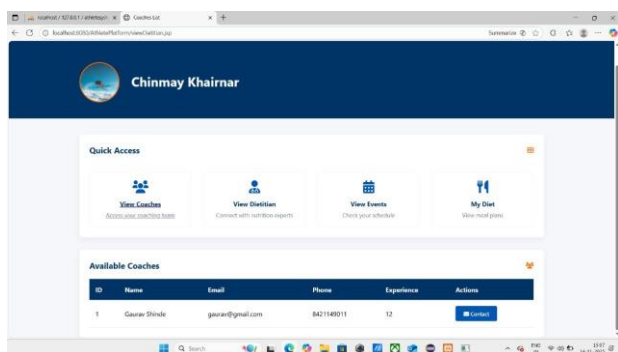 Coaches List
localhost:8080/AthletePlatform/viewDietitian.jsp
Summarize
Chinmay Khairnar
Quick Access
View Coaches
Access your coaching team
View Dietitian
Connect with nutrition experts
View Events
Check your schedule
My Diet
View meal plans
Available Coaches
ID Name Email Phone Experience Actions
1 Gaurav Shinde gaurav@gmail.com 8421149011 12 Contact
Search